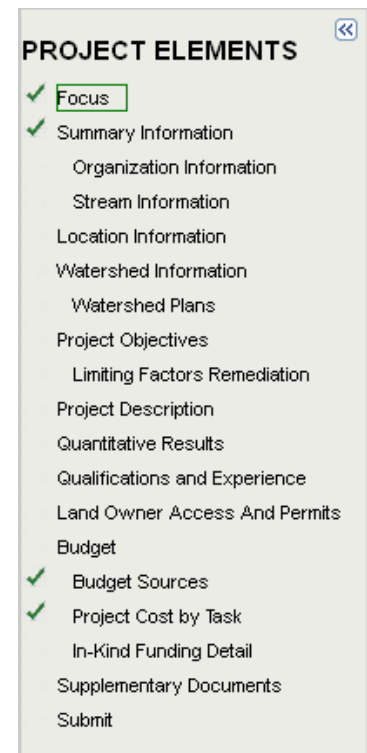 PROJECT ELEMENTS
Focus
Summary Information
Organization Information
Stream Information
Location Information
Watershed Information
Watershed Plans
Project Objectives
Limiting Factors Remediation
Project Description
Quantitative Results
Qualifications and Experience
Land Owner Access And Permits
Budget
Budget Sources
Project Cost by Task
In-Kind Funding Detail
Supplementary Documents
Submit